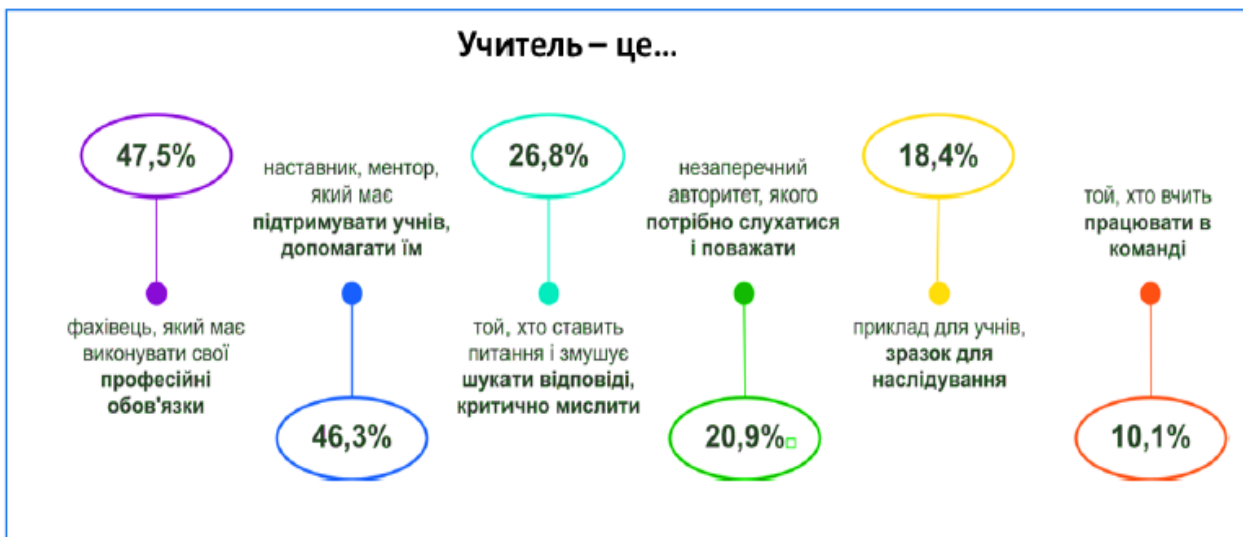 Учитель – це...
47,5%
фахівець, який має
виконувати свої
професійні
обов'язки
наставник, ментор,
який має
підтримувати учнів,
допомагати їм
46,3%
26,8%
той, хто ставить
питання і змушує
шукати відповіді,
критично мислити
незаперечний
авторитет, якого
потрібно слухатися
і поважати
20,9%
18,4%
приклад для учнів,
зразок для
наслідування
той, хто вчить
працювати в
команді
10,1%